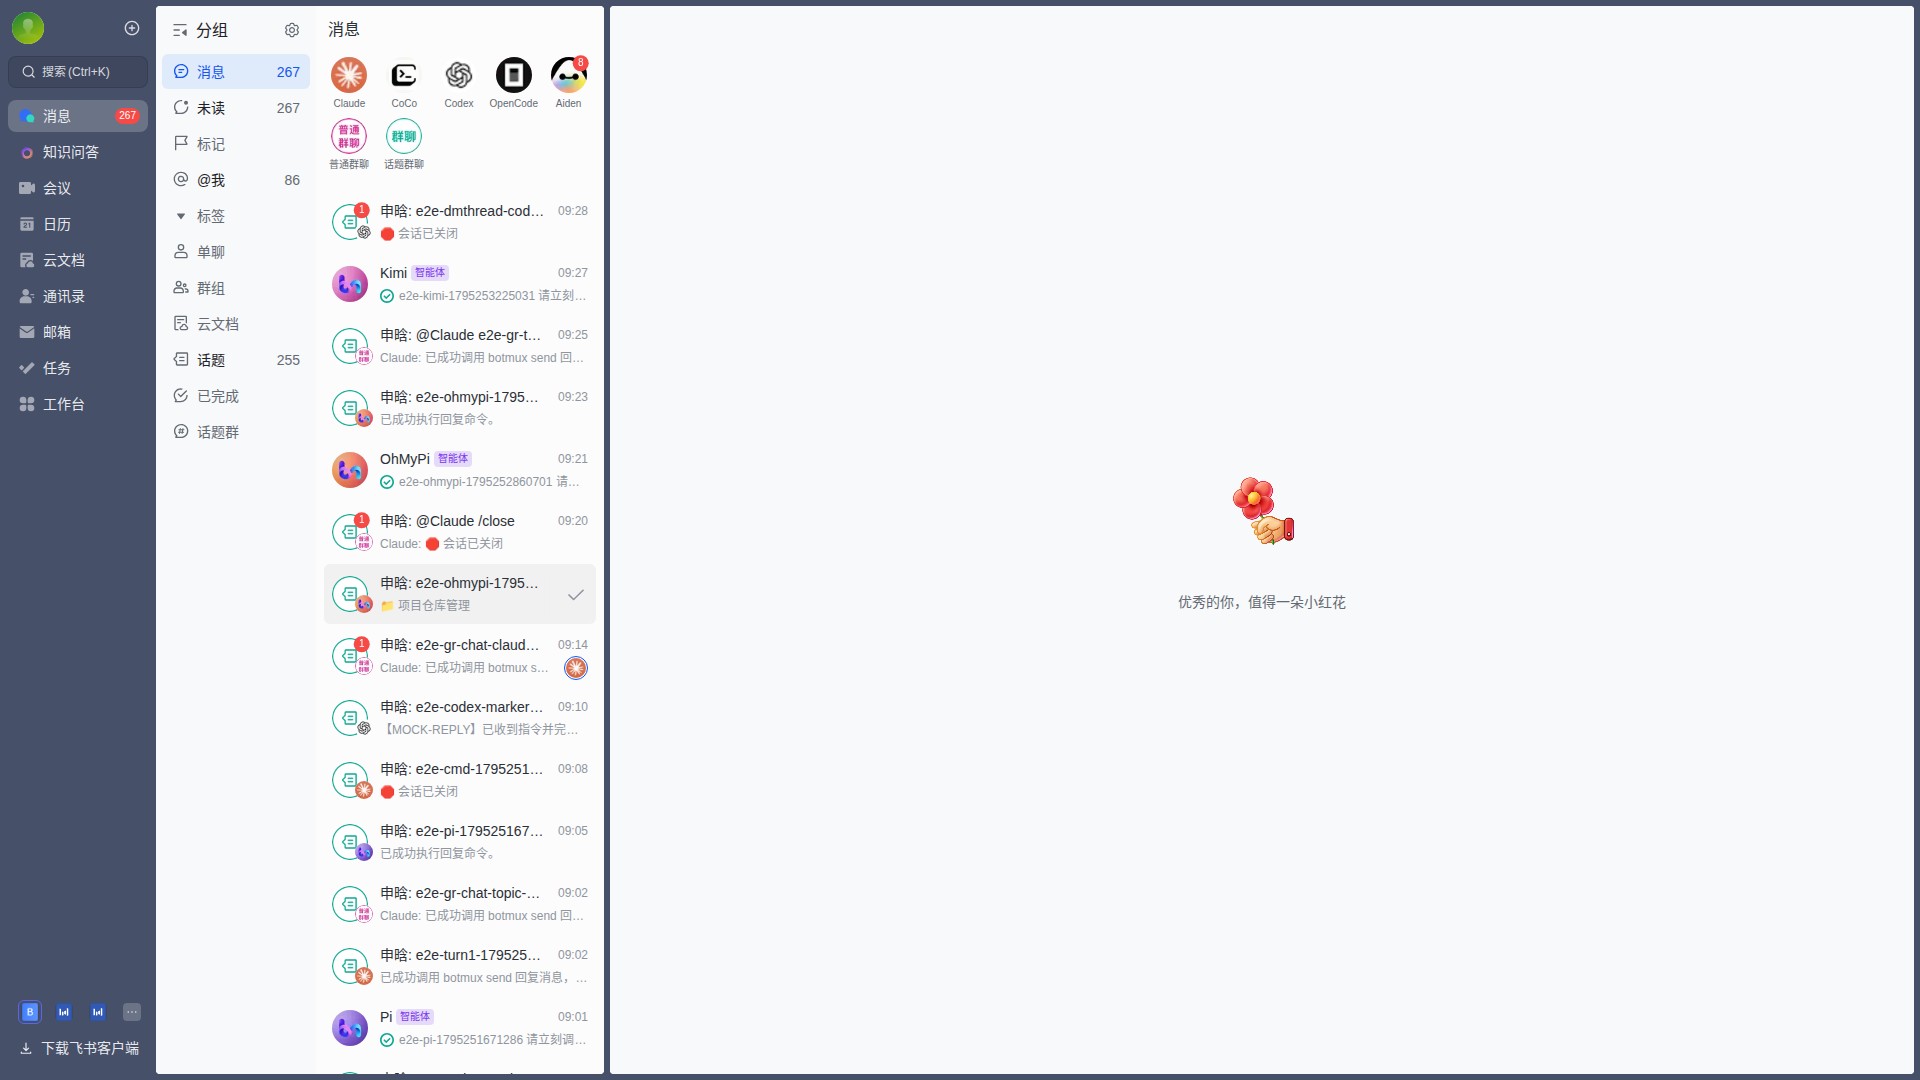 搜索 (Ctrl+K)
消息 267
知识问答
会议
日历
云文档
通讯录
邮箱
任务
工作台
B
下载飞书客户端
分组
消息 267
未读 267
标记
@我 86
标签
单聊
群组
云文档
话题 255
已完成
话题群
消息
8
Claude CoCo Codex OpenCode Aiden
普通群聊 群聊
普通群聊 话题群聊
1 申晗: e2e-dmthread-cod... 09:28
会话已关闭
Kimi 智能体 09:27
e2e-kimi-1795253225031 请立刻...
申晗: @Claude e2e-gr-t... 09:25
Claude: 已成功调用 botmux send 回...
申晗: e2e-ohmypi-1795... 09:23
已成功执行回复命令。
OhMyPi 智能体 09:21
e2e-ohmypi-1795252860701 请...
1 申晗: @Claude /close 09:20
Claude: 会话已关闭
申晗: e2e-ohmypi-1795...
项目仓库管理
1 申晗: e2e-gr-chat-claud... 09:14
Claude: 已成功调用 botmux s...
申晗: e2e-codex-marker... 09:10
【MOCK-REPLY】已收到指令并完...
申晗: e2e-cmd-1795251... 09:08
会话已关闭
申晗: e2e-pi-179525167... 09:05
已成功执行回复命令。
申晗: e2e-gr-chat-topic-... 09:02
Claude: 已成功调用 botmux send 回...
申晗: e2e-turn1-179525... 09:02
已成功调用 botmux send 回复消息，...
Pi 智能体 09:01
e2e-pi-1795251671286 请立刻调...
优秀的你，值得一朵小红花